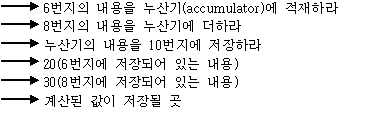 6번지의 내용을 누산기(accumulator)에 적재하라
8번지의 내용을 누산기에 더하라
누산기의 내용을 10번지에 저장하라
20(6번지에 저장되어 있는 내용)
30(8번지에 저장되어 있는 내용)
계산된 값이 저장될 곳